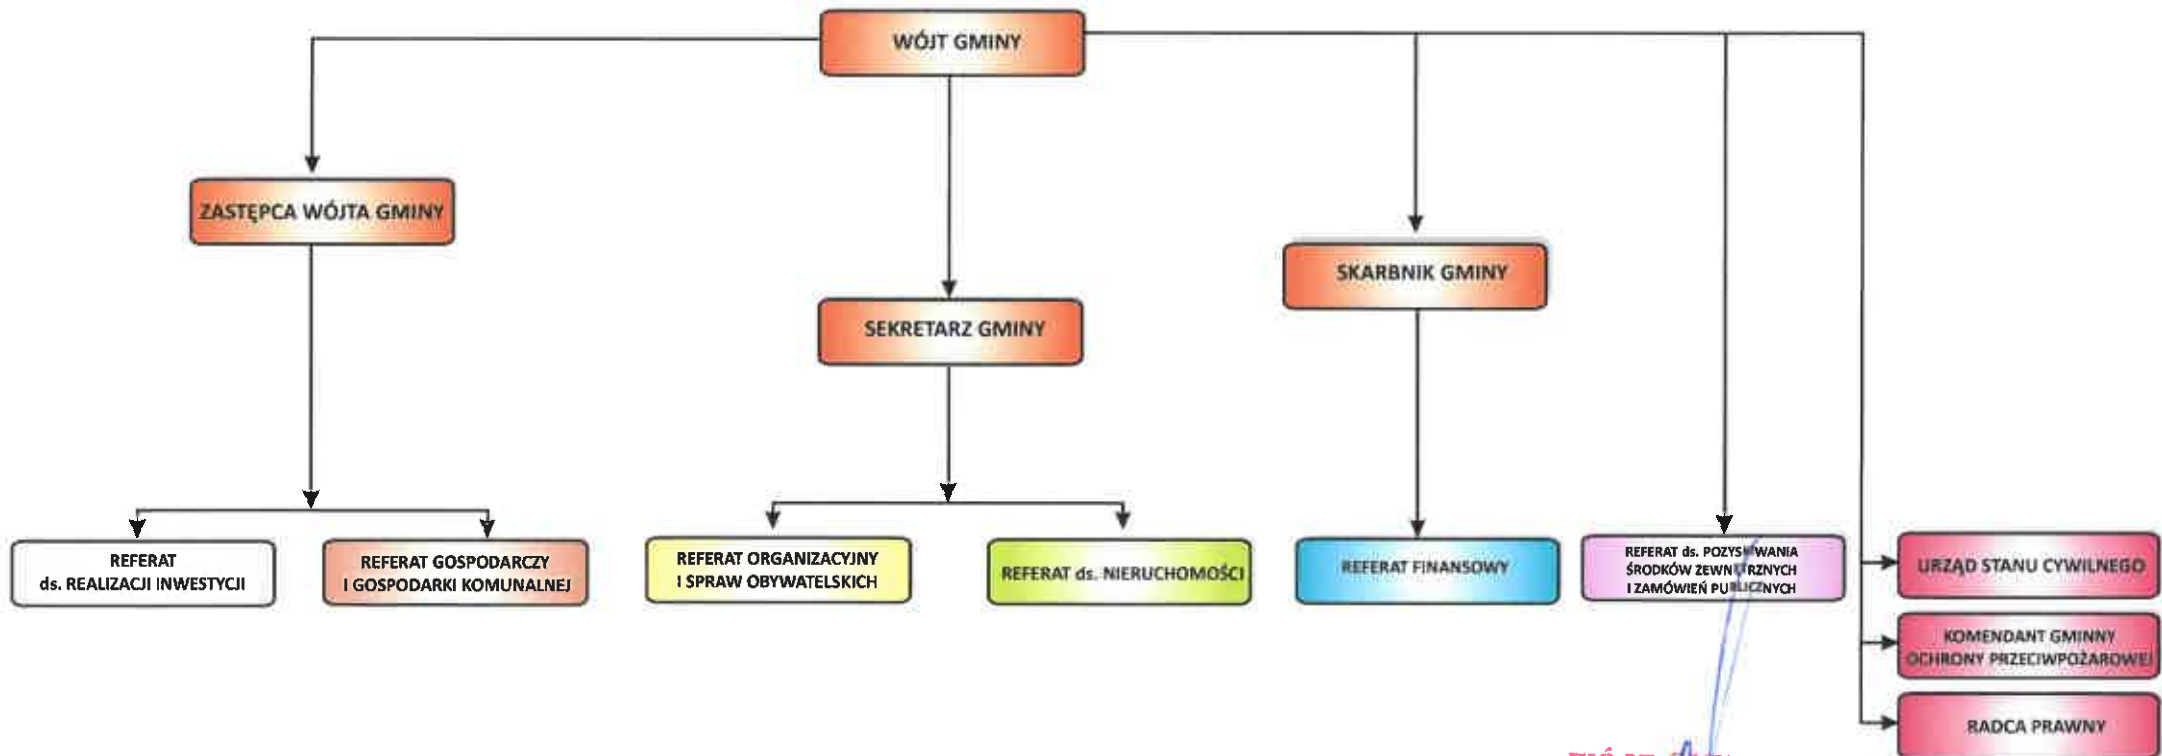 WÓJT GMINY
ZASTĘPCA WÓJTA GMINY
SEKRETARZ GMINY
SKARBNIK GMINY
REFERAT
ds. REALIZACJI INWESTYCJI
REFERAT GOSPODARCZY
I GOSPODARKI KOMUNALNEJ
REFERAT ORGANIZACYJNY
I SPRAW OBYWATELSKICH
REFERAT ds. NIERUCHOMOŚCI
REFERAT FINANSOWY
REFERAT ds. POZYSKIWANIA
ŚRODKÓW ZEWNĘTRZNYCH
I ZAMÓWIEŃ PUBLICZNYCH
URZĄD STANU CYWILNEGO
KOMENDANT GMINNY
OCHRONY PRZECIWPOŻAROWEJ
RADCA PRAWNY